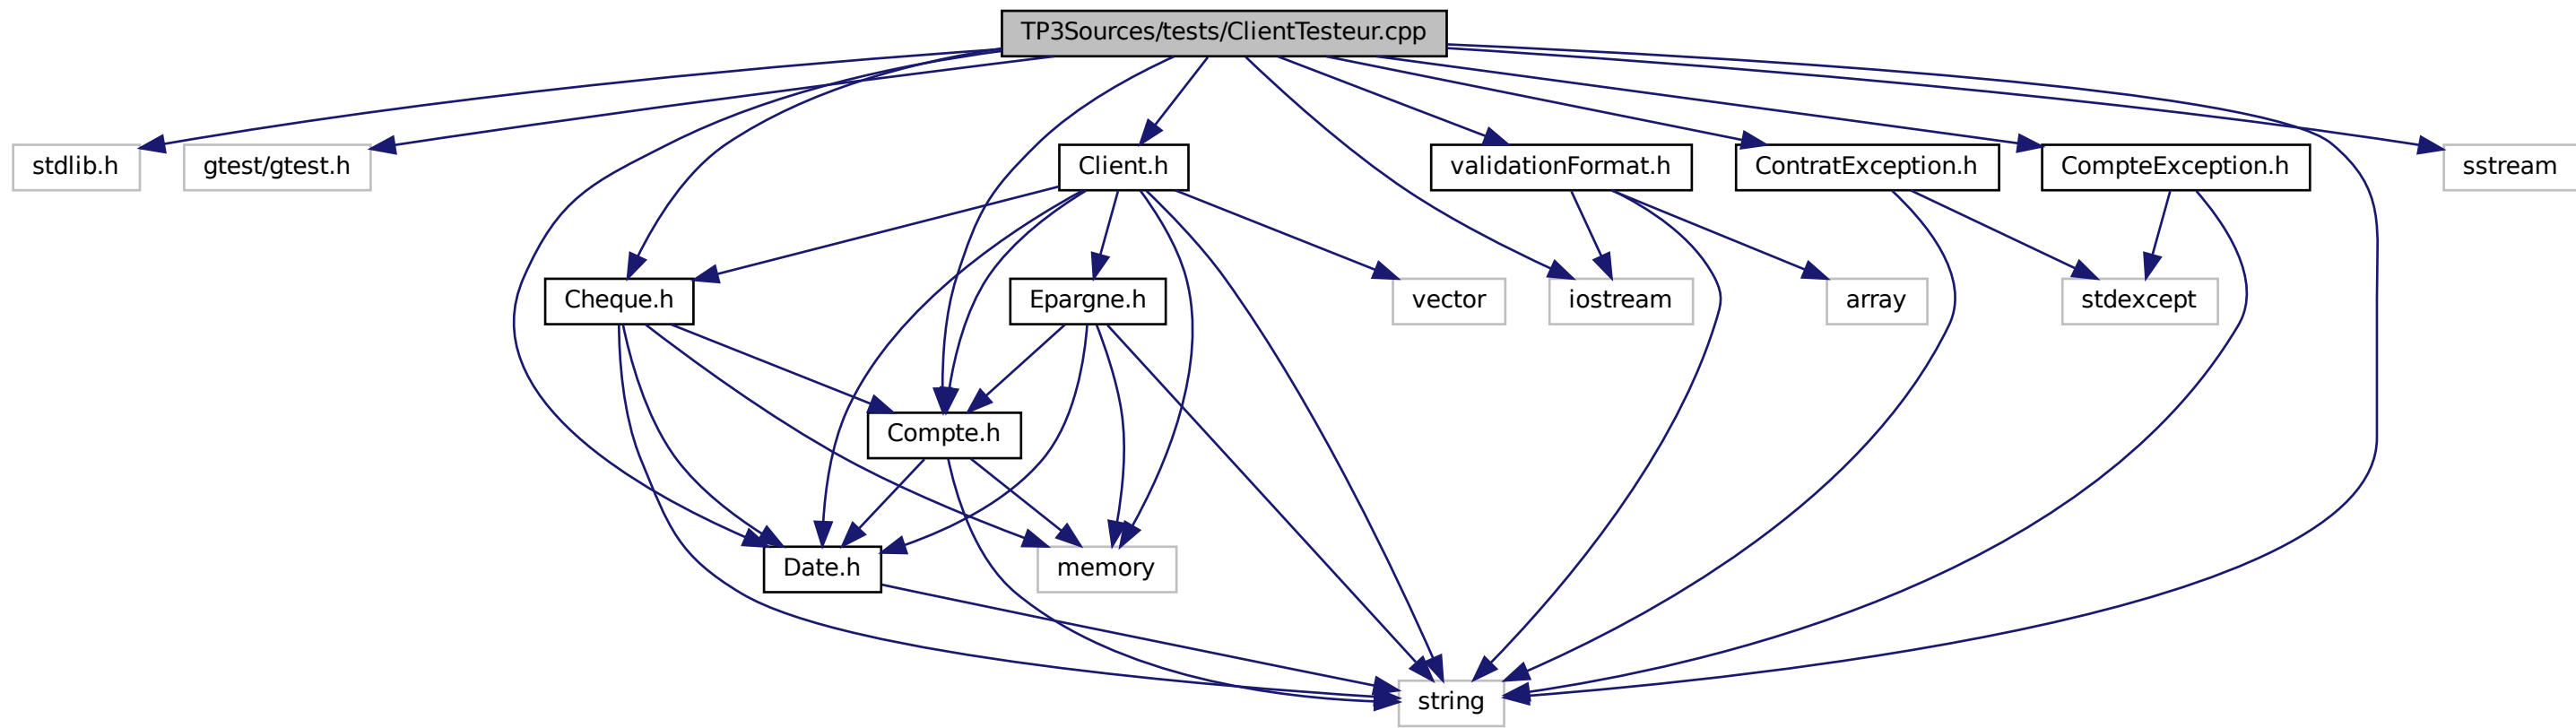 TP3Sources/tests/ClientTesteur.cpp
stdlib.h
gtest/gtest.h
Client.h
validationFormat.h
ContratException.h
CompteException.h
sstream
Cheque.h
Epargne.h
vector
iostream
array
stdexcept
Compte.h
Date.h
memory
string